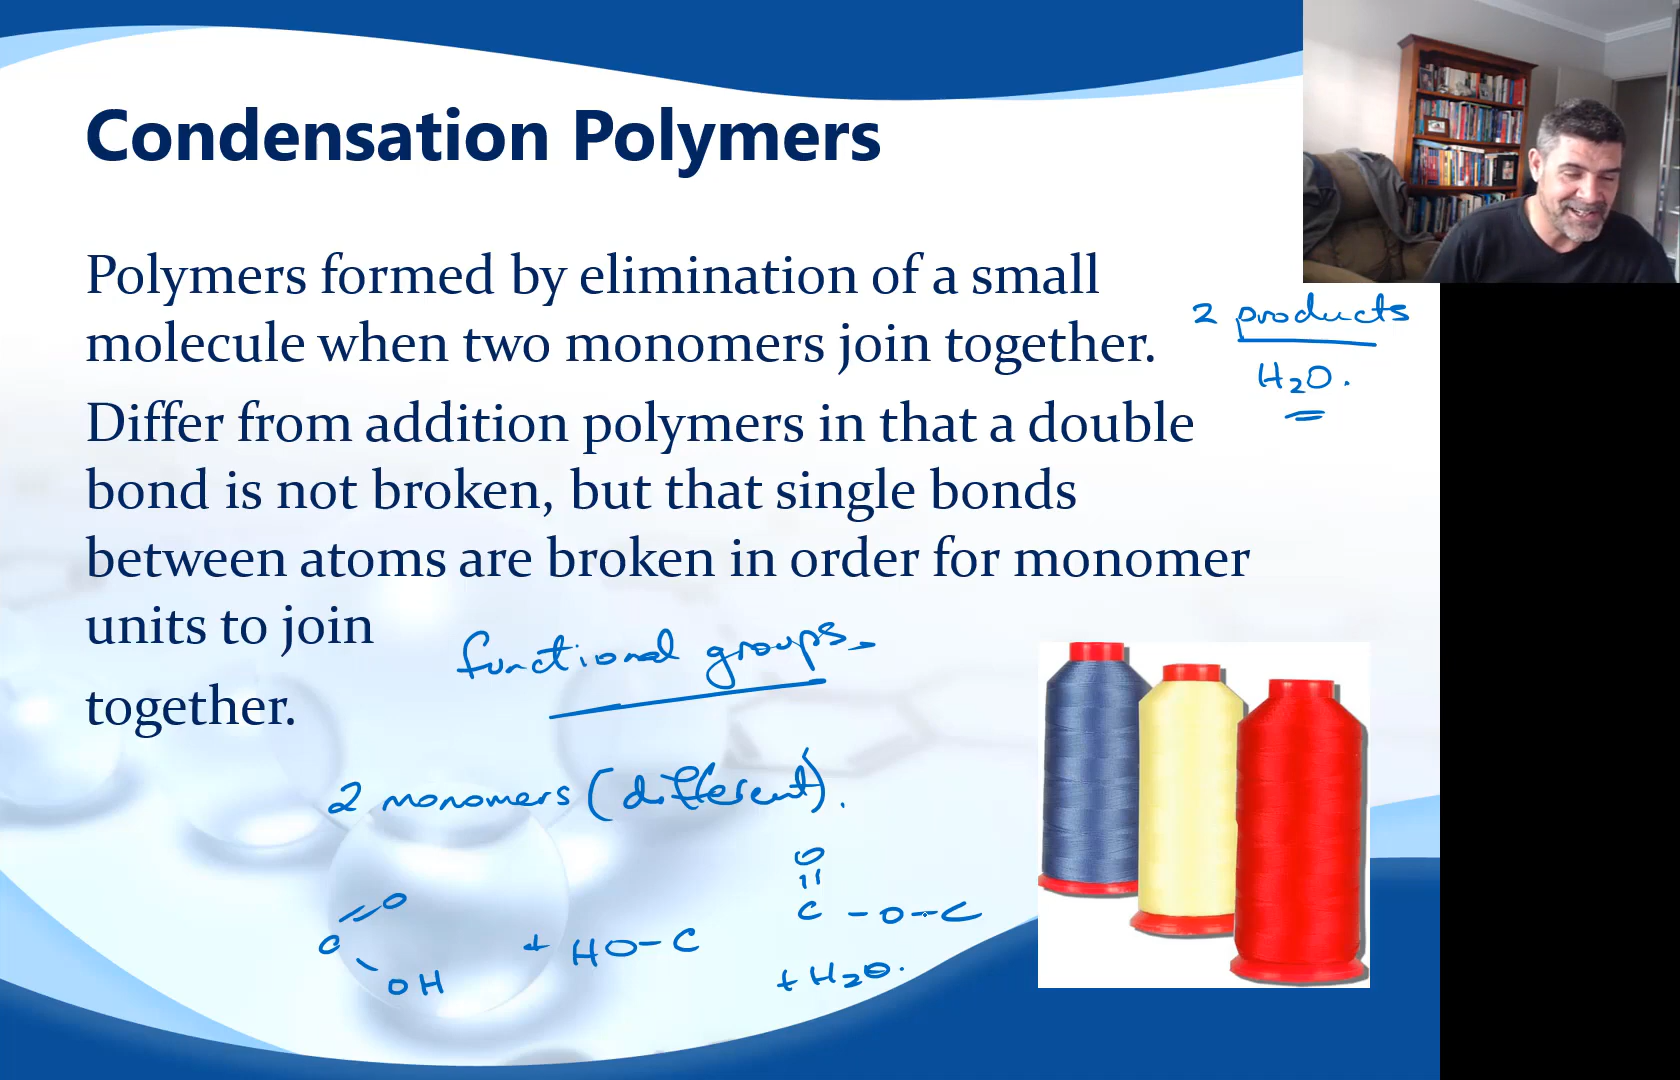 Condensation Polymers
Polymers formed by elimination of a small
molecule when two monomers join together.
2 products
H₂O.
Differ from addition polymers in that a double
bond is not broken, but that single bonds
between atoms are broken in order for monomer
units to join
functional groups
together.
2 monomers (different).
O
=
C - O - C
C =O - OH + HO-C
+ H₂O.